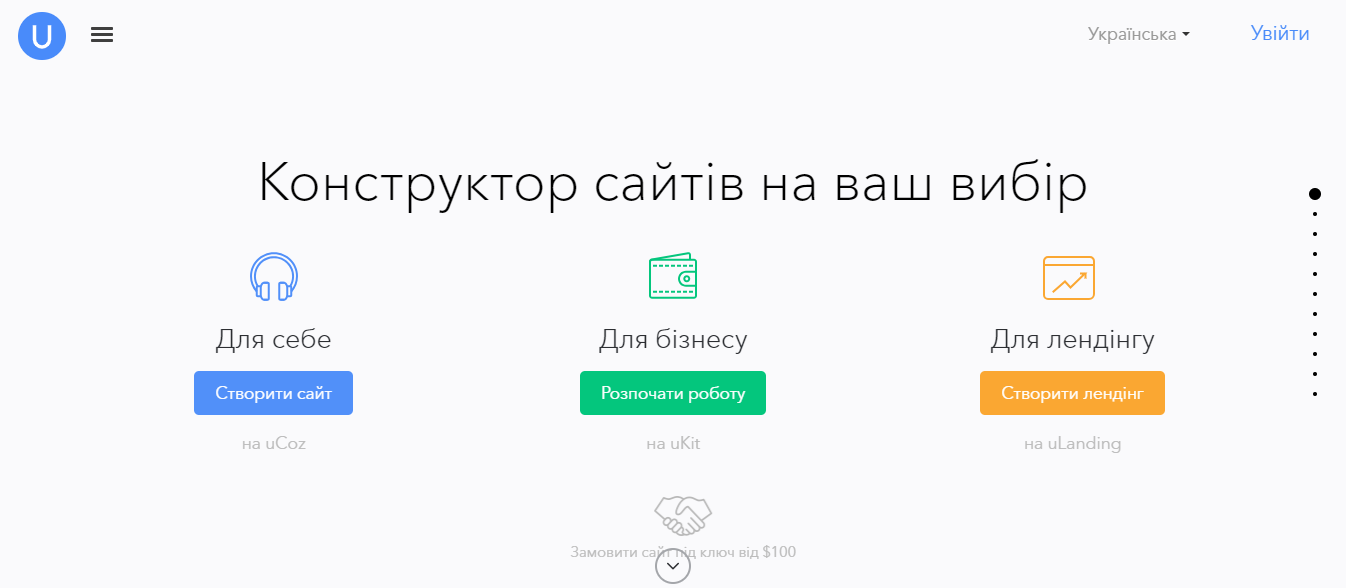 U
Українська
Увійти
Конструктор сайтів на ваш вибір
Для себе
Для бізнесу
Для лендінгу
Створити сайт
Розпочати роботу
Створити лендінг
на uCoz
на uKit
на uLanding
Замовити сайт під ключ від $100